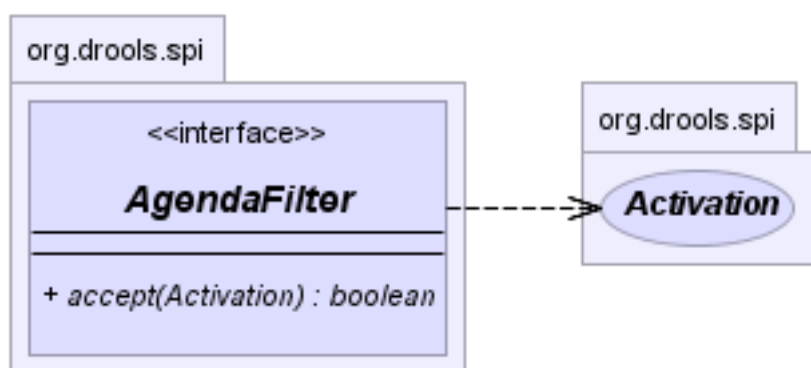 org.drools.spi
<<interface>>
AgendaFilter
+ accept(Activation) : boolean
org.drools.spi
Activation